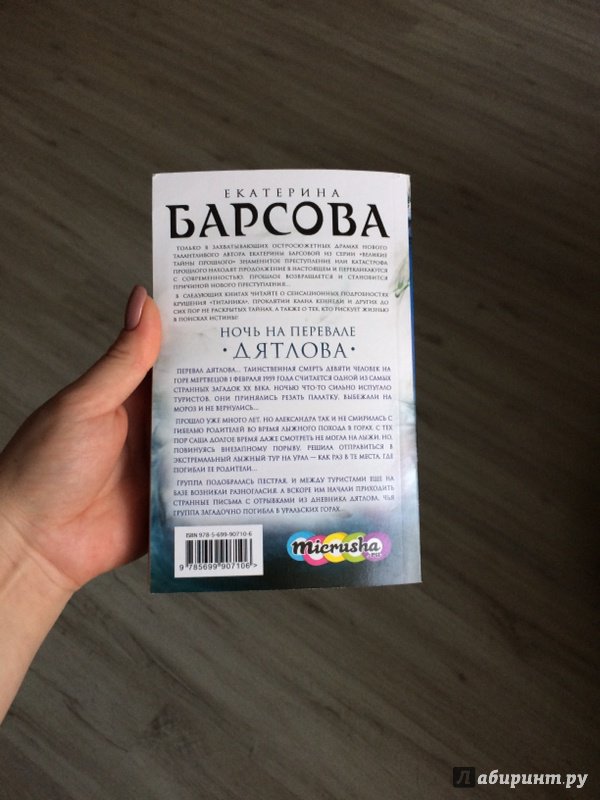 ЕКАТЕРИНА
БАРСОВА
ТОЛЬКО В ЗАХВАТЫВАЮЩИХ ОСТРОСЮЖЕТНЫХ ДРАМАХ НОВОГО
ТАЛАНТЛИВОГО АВТОРА ЕКАТЕРИНЫ БАРСОВОЙ ИЗ СЕРИИ «ВЕЛИКИЕ
ТАЙНЫ ПРОШЛОГО» ЗНАМЕНИТОЕ ПРЕСТУПЛЕНИЕ ИЛИ КАТАСТРОФА
ПРОШЛОГО НАХОДЯТ ПРОДОЛЖЕНИЕ В НАСТОЯЩЕМ И ПЕРЕКЛИКАЮТСЯ
С СОВРЕМЕННОСТЬЮ. ПРОШЛОЕ ВОЗВРАЩАЕТСЯ И СТАНОВИТСЯ
ПРИЧИНОЙ НОВОГО ПРЕСТУПЛЕНИЯ...
В СЛЕДУЮЩИХ КНИГАХ ЧИТАЙТЕ О СЕНСАЦИОННЫХ ПОДРОБНОСТЯХ
КРУШЕНИЯ «ТИТАНИКА», ПРОКЛЯТИИ КЛАНА КЕННЕДИ И ДРУГИХ ДО
СИХ ПОР НЕ РАСКРЫТЫХ ТАЙНАХ, А ТАКЖЕ О ТЕХ, КТО РИСКУЕТ ЖИЗНЬЮ
В ПОИСКАХ ИСТИНЫ!
НОЧЬ НА ПЕРЕВАЛЕ
• ДЯТЛОВА •
ПЕРЕВАЛ ДЯТЛОВА... ТАИНСТВЕННАЯ СМЕРТЬ ДЕВЯТИ ЧЕЛОВЕК НА
ГОРЕ МЕРТВЕЦОВ 1 ФЕВРАЛЯ 1959 ГОДА СЧИТАЕТСЯ ОДНОЙ ИЗ САМЫХ
СТРАННЫХ ЗАГАДОК XX ВЕКА. НОЧЬЮ ЧТО-ТО СИЛЬНО ИСПУГАЛО
ТУРИСТОВ, ОНИ ПРИНЯЛИСЬ РЕЗАТЬ ПАЛАТКУ, ВЫБЕЖАЛИ НА
МОРОЗ И НЕ ВЕРНУЛИСЬ...
ПРОШЛО УЖЕ МНОГО ЛЕТ, НО АЛЕКСАНДРА ТАК И НЕ СМИРИЛАСЬ С
ГИБЕЛЬЮ РОДИТЕЛЕЙ ВО ВРЕМЯ ЛЫЖНОГО ПОХОДА В ГОРАХ. С ТЕХ
ПОР САША ДОЛГОЕ ВРЕМЯ ДАЖЕ СМОТРЕТЬ НЕ МОГЛА НА ЛЫЖИ, НО,
ПОВИНУЯСЬ ВНЕЗАПНОМУ ПОРЫВУ, РЕШИЛА ОТПРАВИТЬСЯ В
ЭКСТРЕМАЛЬНЫЙ ЛЫЖНЫЙ ТУР НА УРАЛ — КАК РАЗ В ТЕ МЕСТА, ГДЕ
ПОГИБЛИ ЕЕ РОДИТЕЛИ...
ГРУППА ПОДОБРАЛАСЬ ПЕСТРАЯ, И МЕЖДУ ТУРИСТАМИ ЕЩЕ НА
БАЗЕ ВОЗНИКЛИ РАЗНОГЛАСИЯ. А ВСКОРЕ ИМ НАЧАЛИ ПРИХОДИТЬ
СТРАННЫЕ ПИСЬМА С ОТРЫВКАМИ ИЗ ДНЕВНИКА ДЯТЛОВА, ЧЬЯ
ГРУППА ЗАГАДОЧНО ПОГИБЛА В УРАЛЬСКИХ ГОРАХ...
ISBN 978-5-699-90710-6
9 785699 907106 >
micrusha
Лабиринт.ру